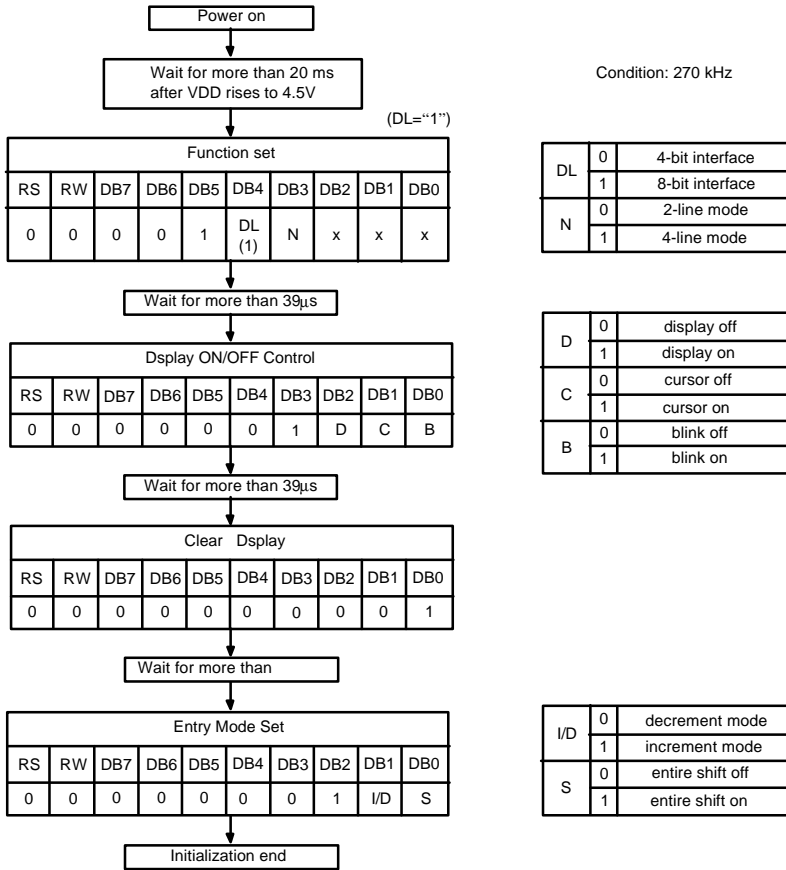 Power on
Wait for more than 20 ms
after VDD rises to 4.5V
Condition: 270 kHz
(DL=“1”)
Function set
RS RW DB7 DB6 DB5 DB4 DB3 DB2 DB1 DB0
0 0 0 0 1 DL (1) N x x x
DL 0 4-bit interface
1 8-bit interface
N 0 2-line mode
1 4-line mode
Wait for more than 39µs
Dsplay ON/OFF Control
RS RW DB7 DB6 DB5 DB4 DB3 DB2 DB1 DB0
0 0 0 0 0 0 1 D C B
D 0 display off
1 display on
C 0 cursor off
1 cursor on
B 0 blink off
1 blink on
Wait for more than 39µs
Clear Dsplay
RS RW DB7 DB6 DB5 DB4 DB3 DB2 DB1 DB0
0 0 0 0 0 0 0 0 0 1
Wait for more than
Entry Mode Set
RS RW DB7 DB6 DB5 DB4 DB3 DB2 DB1 DB0
0 0 0 0 0 0 0 1 I/D S
I/D 0 decrement mode
1 increment mode
S 0 entire shift off
1 entire shift on
Initialization end